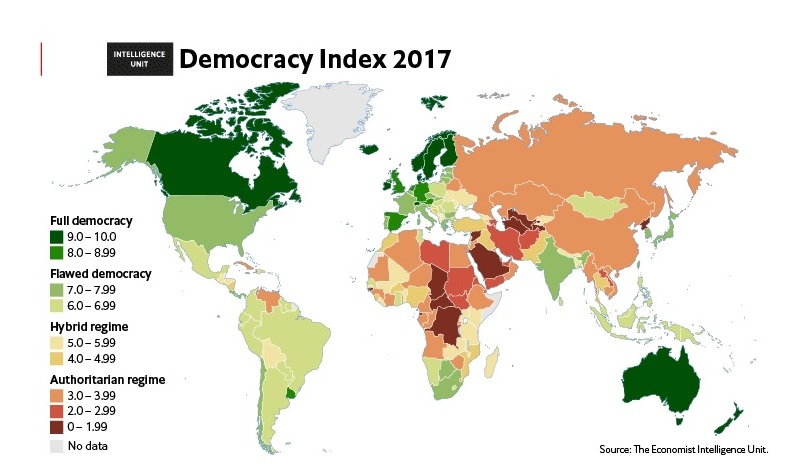 INTELLIGENCE
UNIT
Democracy Index 2017
Full democracy
9.0 – 10.0
8.0 – 8.99
Flawed democracy
7.0 – 7.99
6.0 – 6.99
Hybrid regime
5.0 – 5.99
4.0 – 4.99
Authoritarian regime
3.0 – 3.99
2.0 – 2.99
0 – 1.99
No data
Source: The Economist Intelligence Unit.